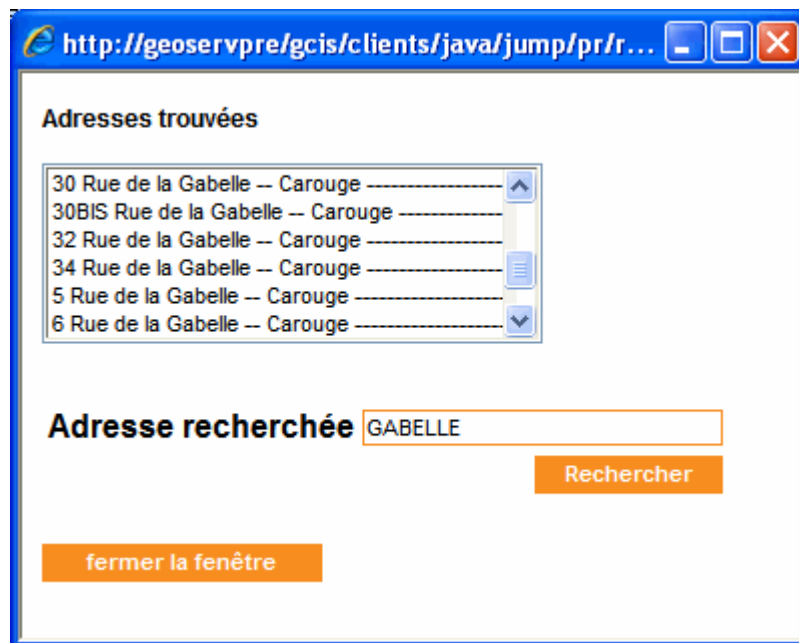 http://geoservpre/gcis/clients/java/jump/pr/r...
Adresses trouvées
30 Rue de la Gabelle -- Carouge ------------------
30BIS Rue de la Gabelle -- Carouge --------------
32 Rue de la Gabelle -- Carouge ------------------
34 Rue de la Gabelle -- Carouge ------------------
5 Rue de la Gabelle -- Carouge -------------------
6 Rue de la Gabelle -- Carouge -------------------
Adresse recherchée GABELLE
Rechercher
fermer la fenêtre